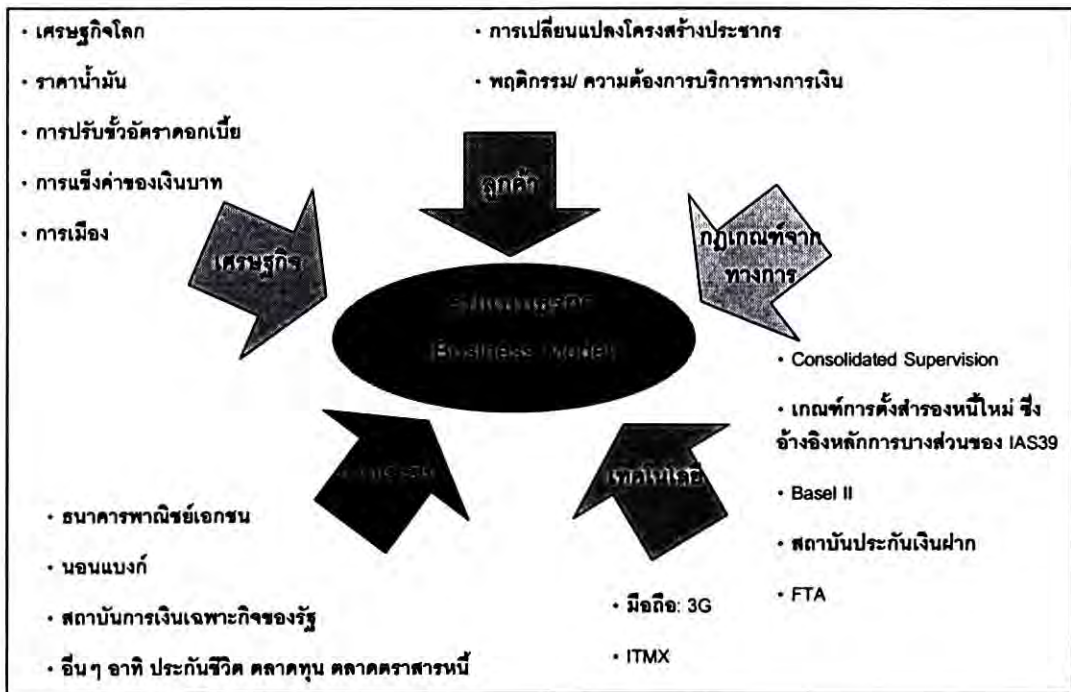 • เศรษฐกิจโลก
• ราคาน้ำมัน
• การปรับขั้วอัตราดอกเบี้ย
• การแข็งค่าของเงินบาท
• การเมือง
• การเปลี่ยนแปลงโครงสร้างประชากร
• พฤติกรรม/ ความต้องการบริการทางการเงิน
ลูกค้า
เศรษฐกิจ
กฎเกณฑ์จาก
ทางการ
Business Model
เทคโนโลยี
• Consolidated Supervision
• เกณฑ์การตั้งสำรองหนี้ใหม่ ซึ่ง
อ้างอิงหลักการบางส่วนของ IAS39
• Basel II
• สถาบันประกันเงินฝาก
• FTA
• ธนาคารพาณิชย์เอกชน
• นอนแบงก์
• สถาบันการเงินเฉพาะกิจของรัฐ
• อื่นๆ อาทิ ประกันชีวิต ตลาดทุน ตลาดตราสารหนี้
• มือถือ: 3G
• ITMX